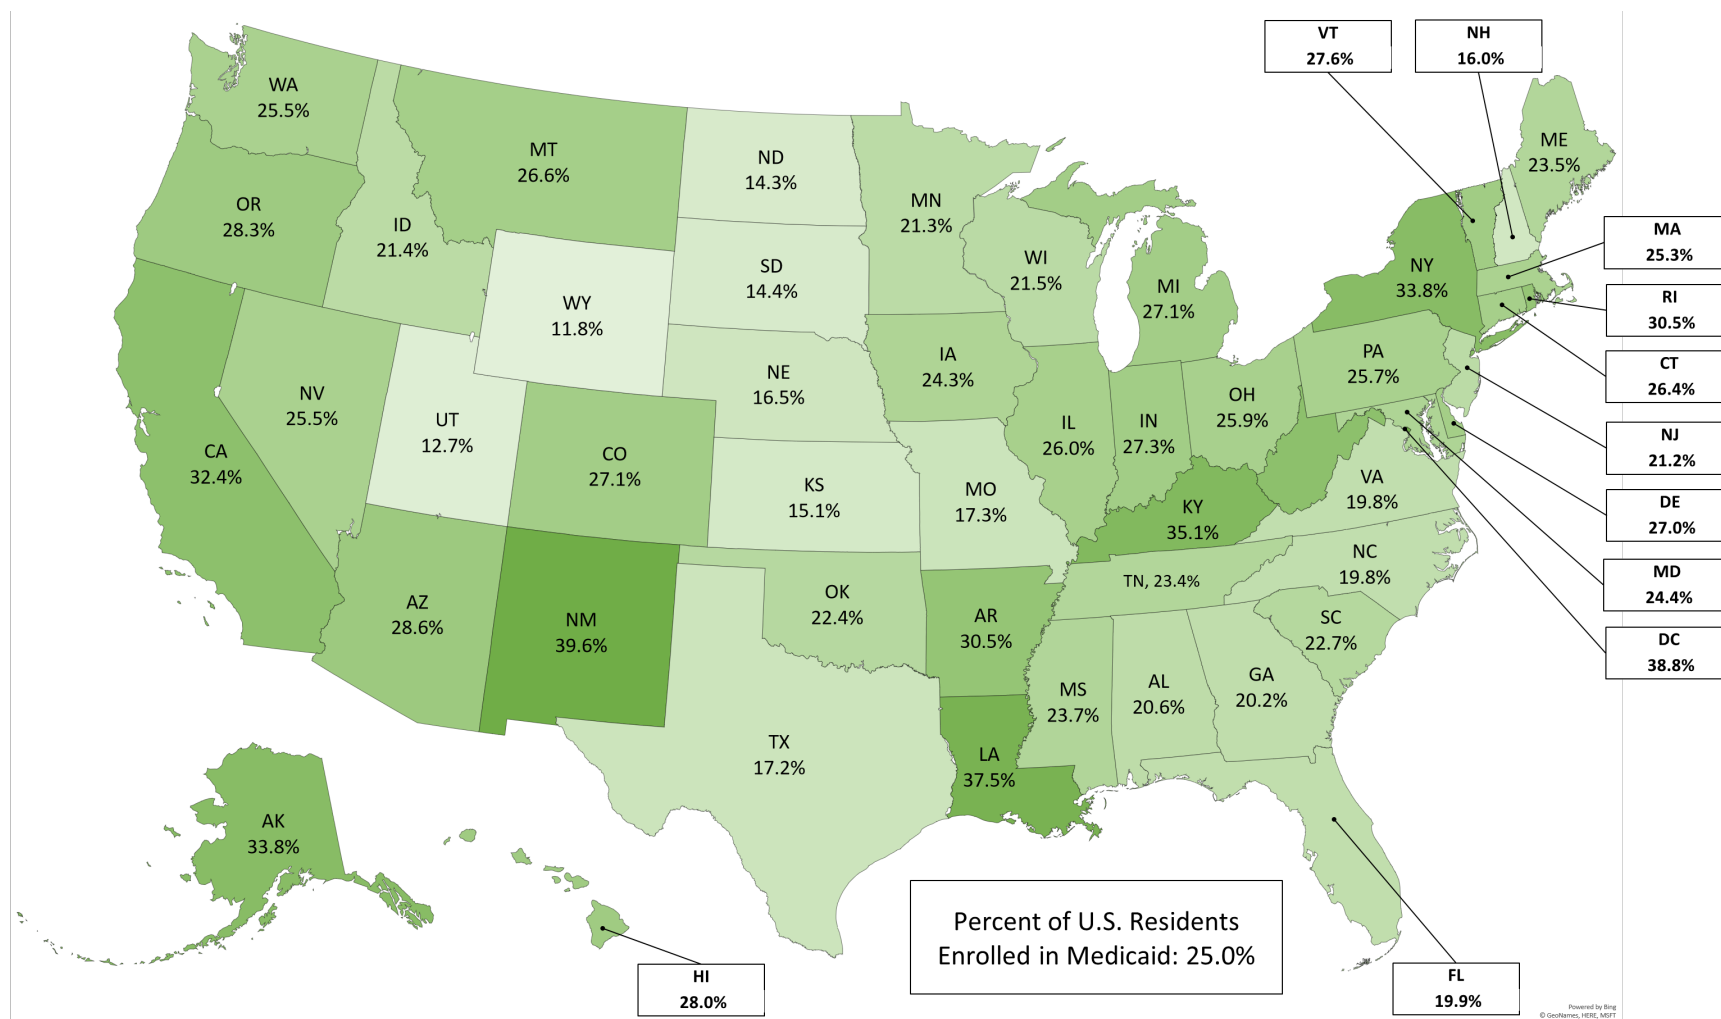 VT
27.6%
NH
16.0%
WA
25.5%
MT
26.6%
ND
14.3%
ME
23.5%
OR
28.3%
ID
21.4%
MN
21.3%
MA
25.3%
SD
14.4%
WI
21.5%
NY
33.8%
MI
27.1%
RI
30.5%
WY
11.8%
IA
24.3%
PA
25.7%
CT
26.4%
NE
16.5%
NV
25.5%
UT
12.7%
OH
25.9%
IL
26.0%
IN
27.3%
NJ
21.2%
CA
32.4%
CO
27.1%
KS
15.1%
MO
17.3%
VA
19.8%
KY
35.1%
DE
27.0%
NC
19.8%
MD
24.4%
TN, 23.4%
AZ
28.6%
NM
39.6%
OK
22.4%
AR
30.5%
SC
22.7%
DC
38.8%
MS
23.7%
AL
20.6%
GA
20.2%
TX
17.2%
LA
37.5%
AK
33.8%
Percent of U.S. Residents
Enrolled in Medicaid: 25.0%
HI
28.0%
FL
19.9%
Powered by Bing
© GeoNames, HERE, MSFT